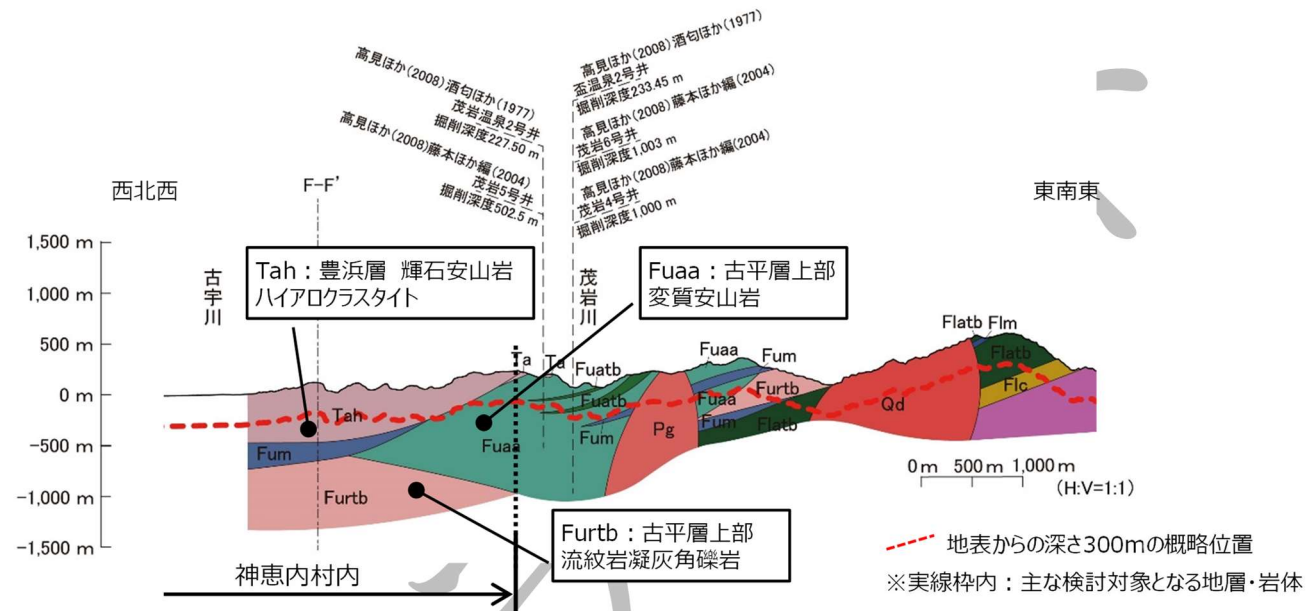 高見ほか(2008)酒匂ほか(1977)
茂岩温泉2号井
掘削深度227.50 m
高見ほか(2008)藤本ほか編(2004)
茂岩5号井
掘削深度502.5 m
高見ほか(2008)酒匂ほか(1977)
盃温泉2号井
掘削深度233.45 m
高見ほか(2008)藤本ほか編(2004)
茂岩6号井
掘削深度1,003 m
高見ほか(2008)藤本ほか編(2004)
茂岩4号井
掘削深度1,000 m
西北西
F-F'
東南東
1,500 m
1,000 m
500 m
0 m
-500 m
-1,000 m
-1,500 m
古宇川
Tah：豊浜層 輝石安山岩
ハイアロクラスタイト
茂岩川
Fuaa：古平層上部
変質安山岩
Ta
Ta
Fuatb
Fuatb
Fuaa
Fum
Furtb
Fuaa
Fum
Flatb
Flm
Flatb
Flc
Tah
Fum
Fuaa
Fum
Pg
Flatb
Qd
Furtb
0 m 500 m 1,000 m
(H:V=1:1)
Furtb：古平層上部
流紋岩凝灰角礫岩
地表からの深さ300mの概略位置
※実線枠内：主な検討対象となる地層・岩体
神恵内村内